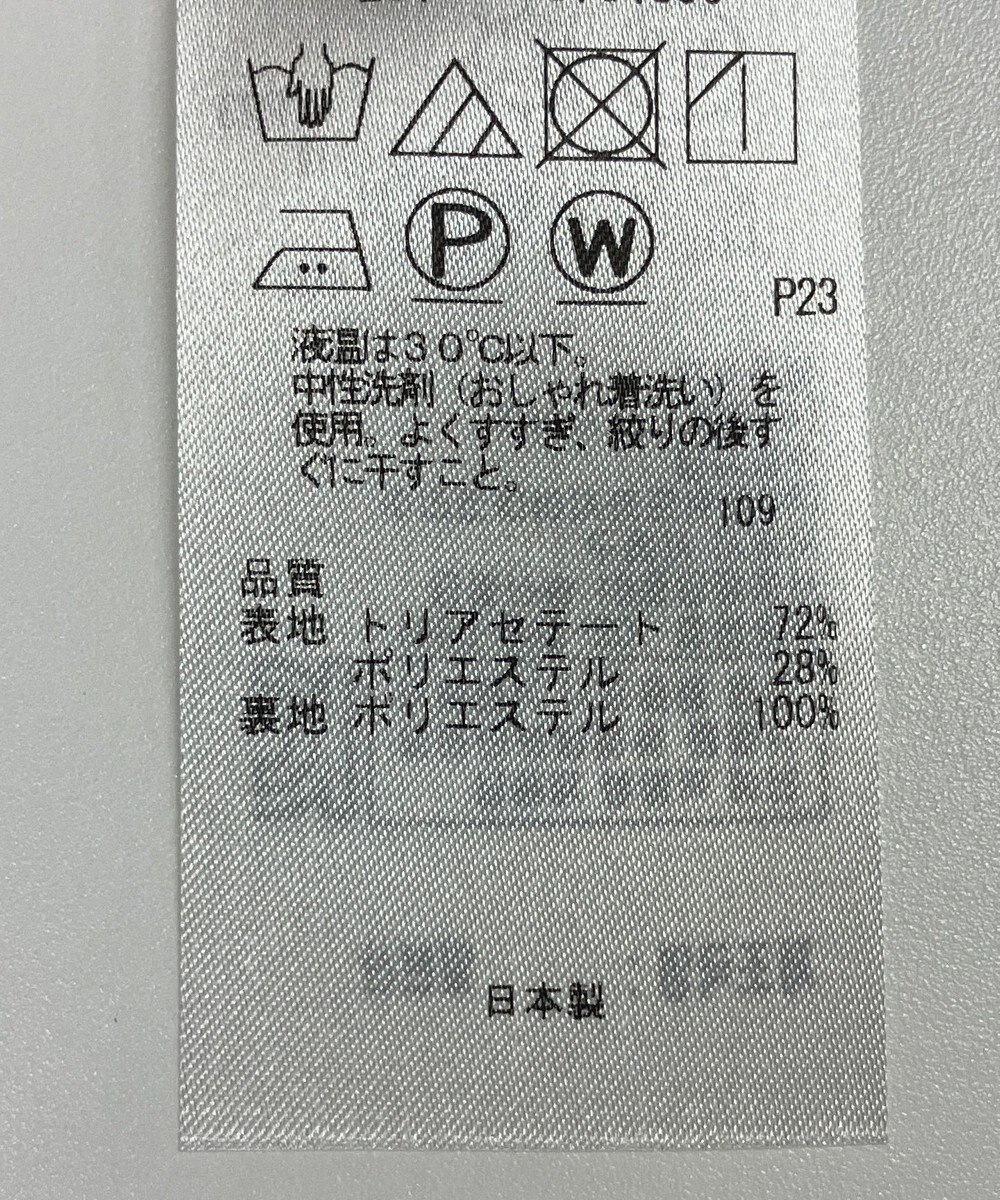 P
W
P23
液温は30℃以下。
中性洗剤（おしゃれ着洗い）を
使用。よくすすぎ、絞りの後す
ぐに干すこと。
109
品質
表地 トリアセテート 72%
ポリエステル 28%
裏地 ポリエステル 100%
日本製